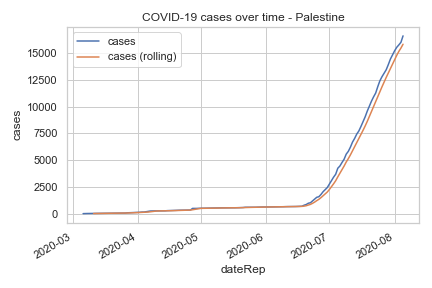 COVID-19 cases over time - Palestine
cases
cases (rolling)
15000
12500
10000
7500
5000
2500
0
cases
2020-03
2020-04
2020-05
2020-06
2020-07
2020-08
dateRep